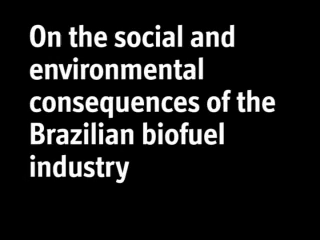 On the social and
environmental
consequences of the
Brazilian biofuel
industry